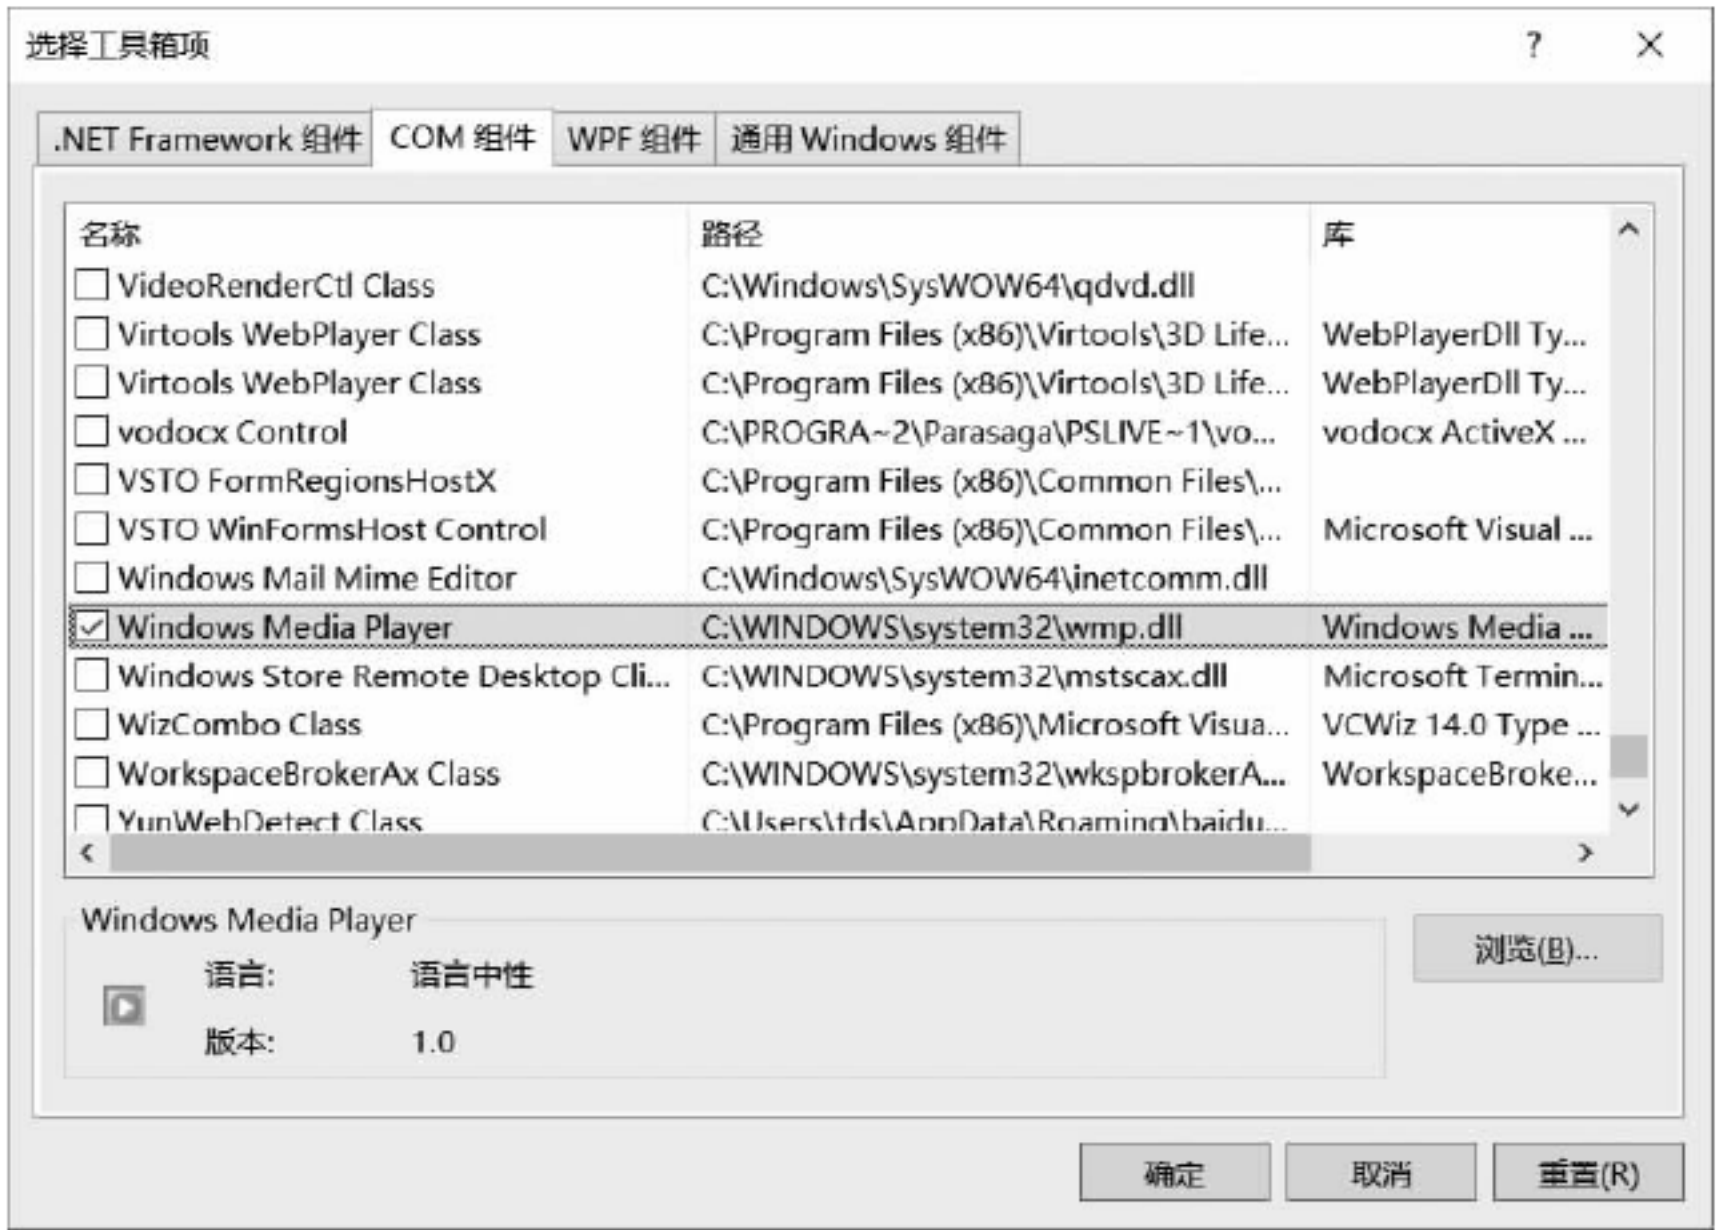 选择工具箱项 ?
.NET Framework 组件 COM 组件 WPF 组件 通用 Windows 组件
名称 路径 库
VideoRenderCtl Class C:\Windows\SysWOW64\qdvd.dll
Virtools WebPlayer Class C:\Program Files (x86)\Virtools\3D Life... WebPlayerDll Ty...
Virtools WebPlayer Class C:\Program Files (x86)\Virtools\3D Life... WebPlayerDll Ty...
vodocx Control C:\PROGRA~2\Parasaga\PSLIVE~1\vo... vodocx ActiveX ...
VSTO FormRegionsHostX C:\Program Files (x86)\Common Files\...
VSTO WinFormsHost Control C:\Program Files (x86)\Common Files\... Microsoft Visual ...
Windows Mail Mime Editor C:\Windows\SysWOW64\inetcomm.dll
Windows Media Player C:\WINDOWS\system32\wmp.dll Windows Media ...
Windows Store Remote Desktop Cli... C:\WINDOWS\system32\mstscax.dll Microsoft Termin...
WizCombo Class C:\Program Files (x86)\Microsoft Visua... VCWiz 14.0 Type ...
WorkspaceBrokerAx Class C:\WINDOWS\system32\wkspbrokerA... WorkspaceBroke...
YunWebDetect Class C:\Users\tds\AppData\Roaming\baidu...
Windows Media Player
浏览(B)...
语言: 语言中性
版本: 1.0
确定 取消 重置(R)